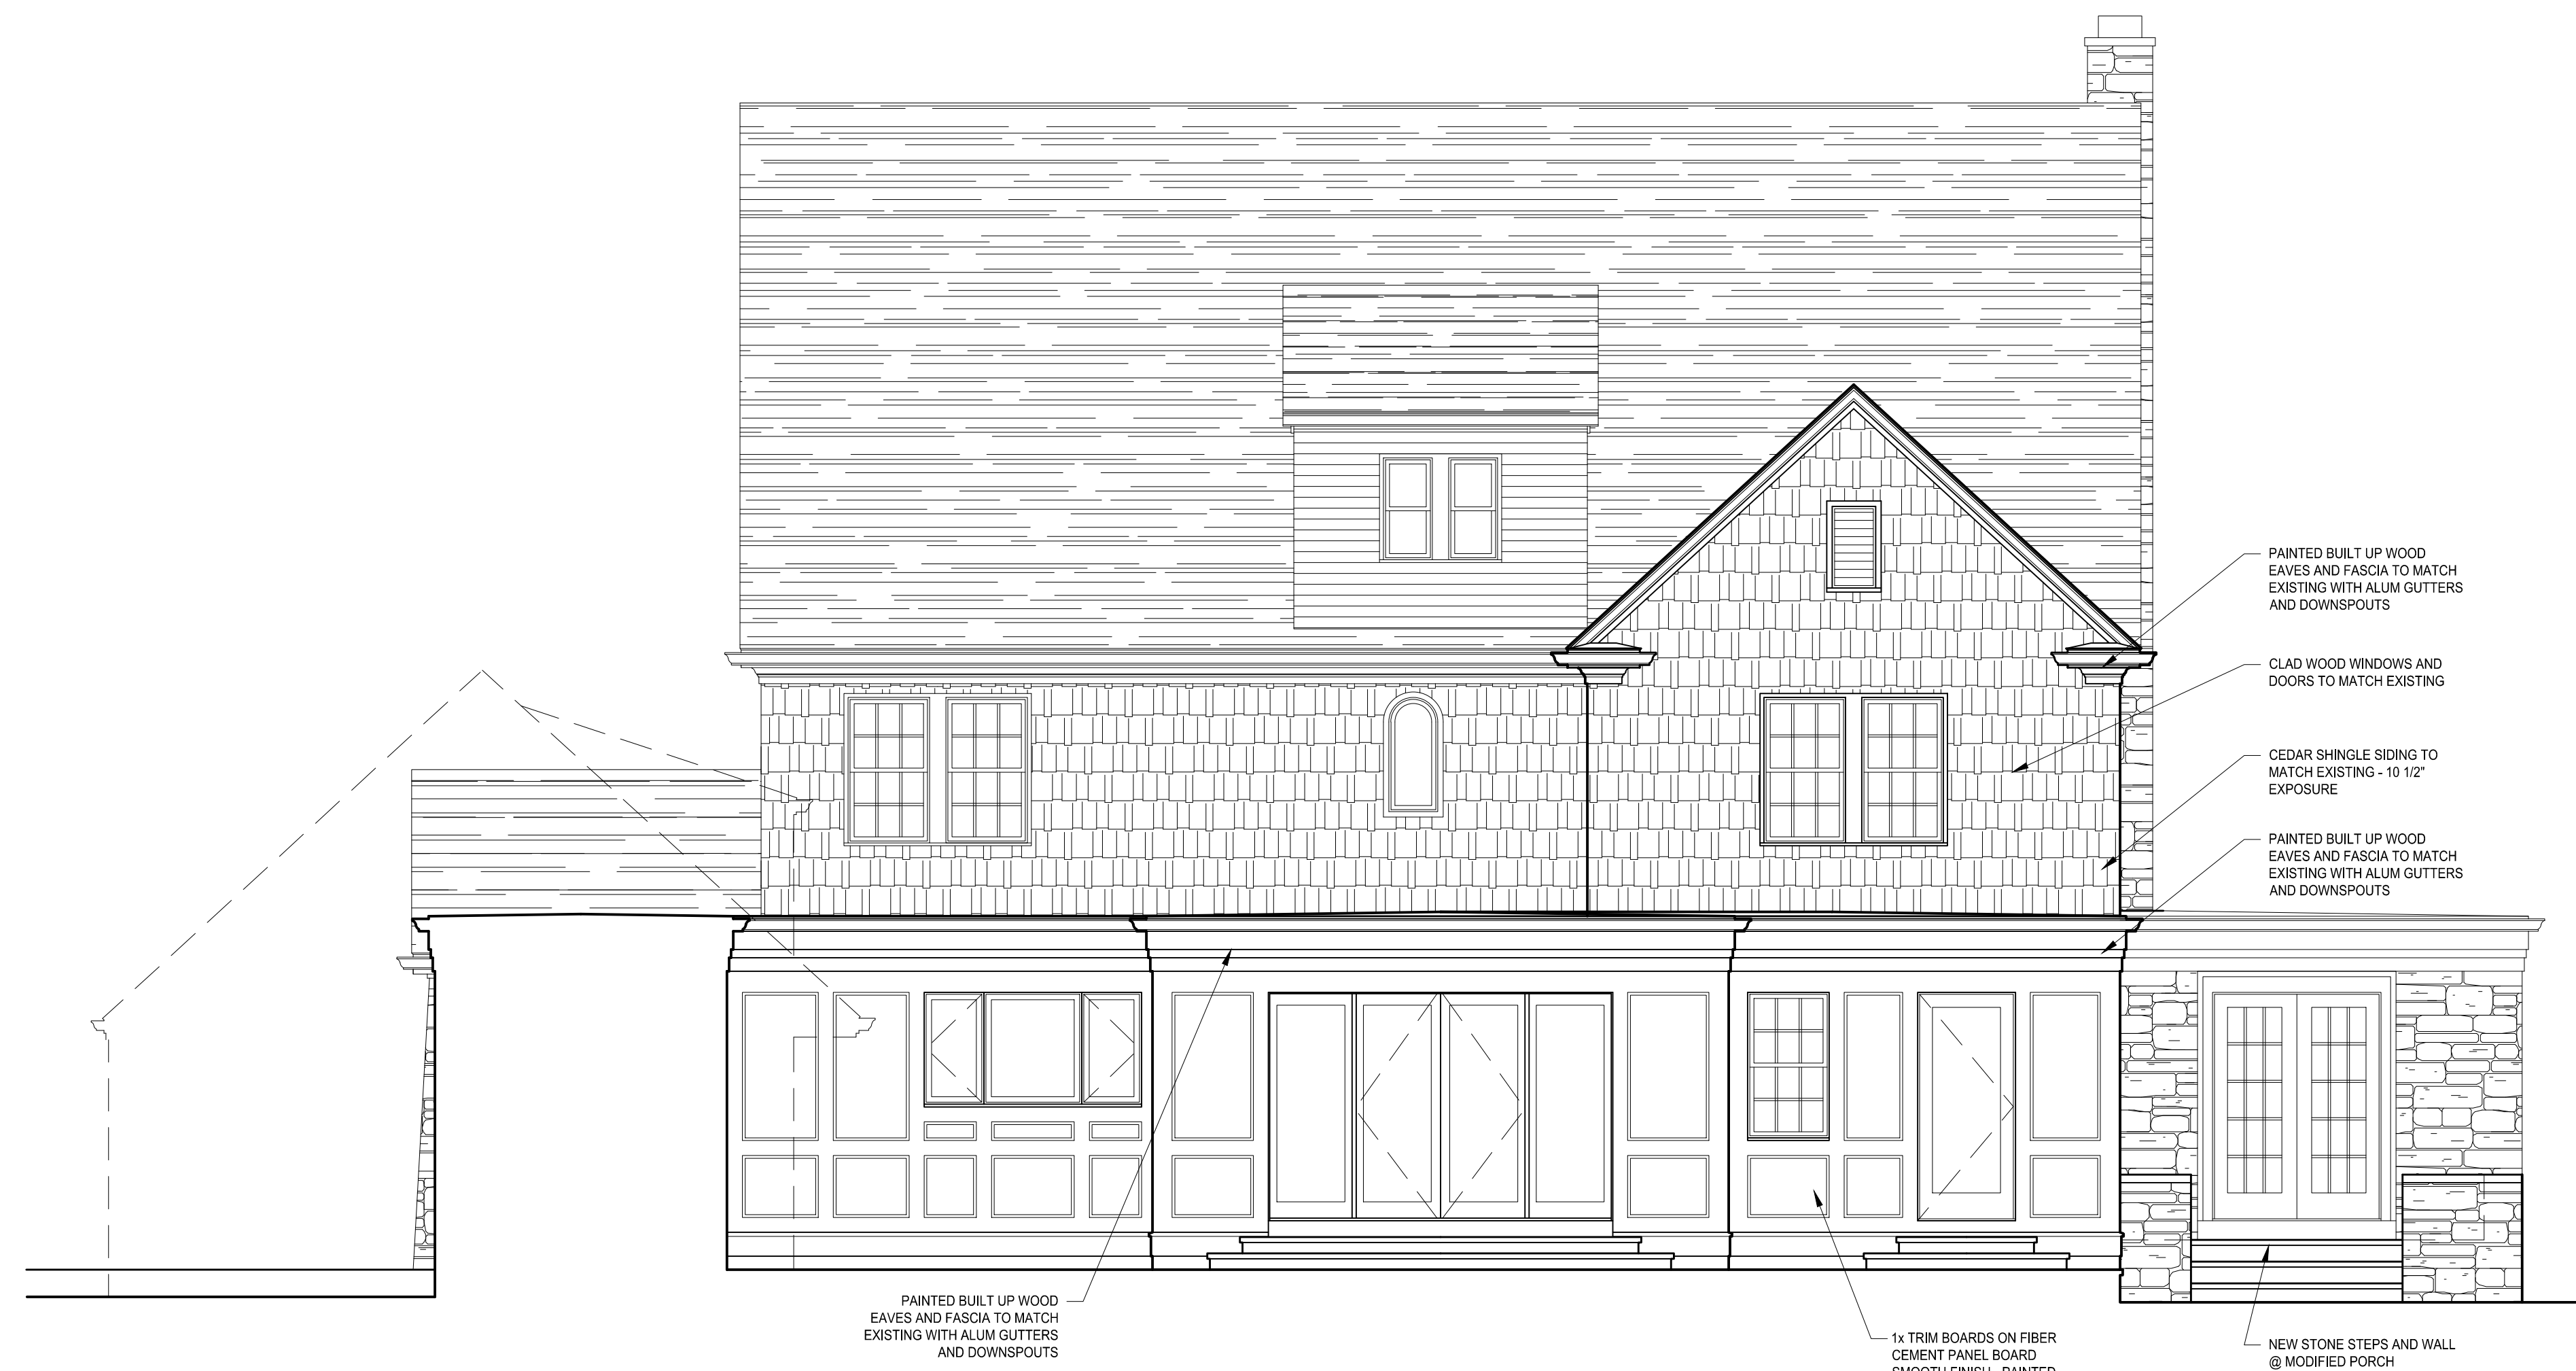 PAINTED BUILT UP WOOD
EAVES AND FASCIA TO MATCH
EXISTING WITH ALUM GUTTERS
AND DOWNSPOUTS
CLAD WOOD WINDOWS AND
DOORS TO MATCH EXISTING
CEDAR SHINGLE SIDING TO
MATCH EXISTING - 10 1/2"
EXPOSURE
PAINTED BUILT UP WOOD
EAVES AND FASCIA TO MATCH
EXISTING WITH ALUM GUTTERS
AND DOWNSPOUTS
PAINTED BUILT UP WOOD
EAVES AND FASCIA TO MATCH
EXISTING WITH ALUM GUTTERS
AND DOWNSPOUTS
1x TRIM BOARDS ON FIBER
CEMENT PANEL BOARD
SMOOTH FINISH - PAINTED
NEW STONE STEPS AND WALL
@ MODIFIED PORCH